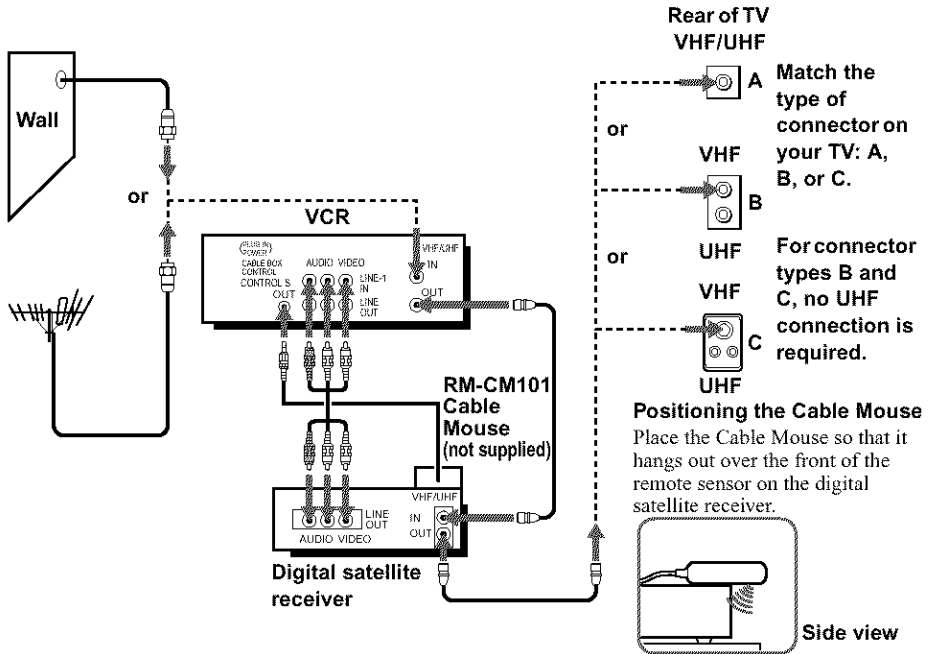 Rear of TV
VHF/UHF
A
Match the
type of
connector on
your TV: A,
B, or C.
Wall
or
or
VHF
B
UHF
VCR
PLUG IN
POWER
CABLE BOX
CONTROL
CONTROL S
OUT
AUDIO VIDEO
LINE-1
IN
LINE
OUT
VHF/UHF
IN
OUT
or
For connector
types B and
C, no UHF
connection is
required.
VHF
C
UHF
RM-CM101
Cable
Mouse
(not supplied)
Positioning the Cable Mouse
Place the Cable Mouse so that it
hangs out over the front of the
remote sensor on the digital
satellite receiver.
VHF/UHF
LINE
OUT
IN
OUT
AUDIO VIDEO
Digital satellite
receiver
Side view